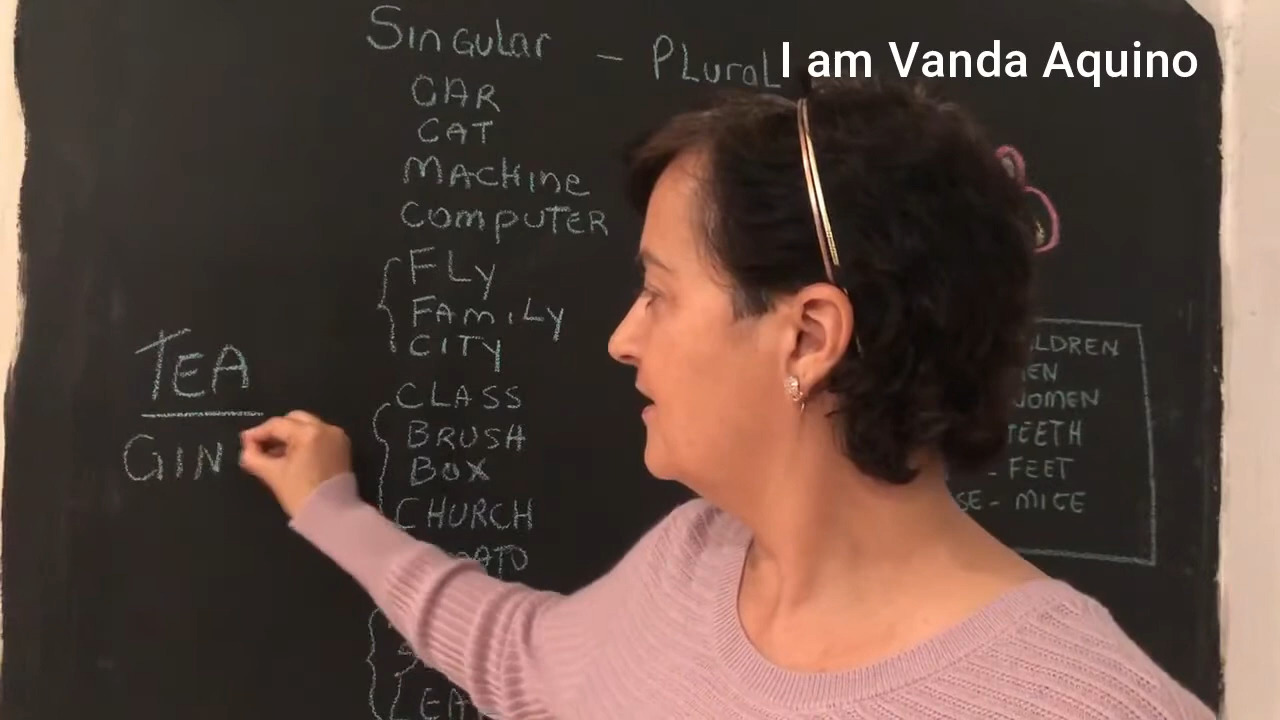 Singular - Plural
I am Vanda Aquino
CAR
CAT
MACHINE
COMPUTER
FLY
FAMILY
CITY
CLASS
BRUSH
BOX
CHURCH
TEA
GIN
TEETH
- FEET
- MICE